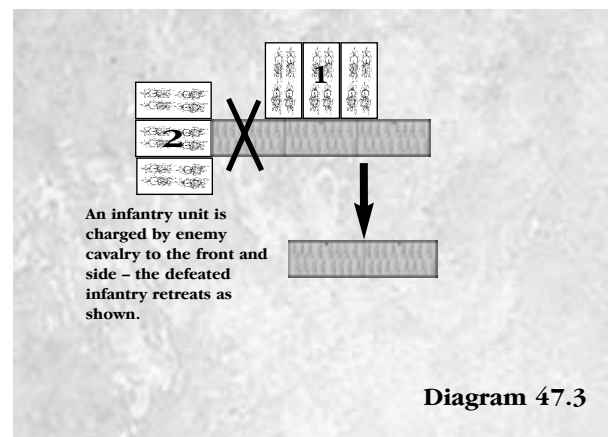 1
2
An infantry unit is
charged by enemy
cavalry to the front and
side – the defeated
infantry retreats as
shown.
Diagram 47.3